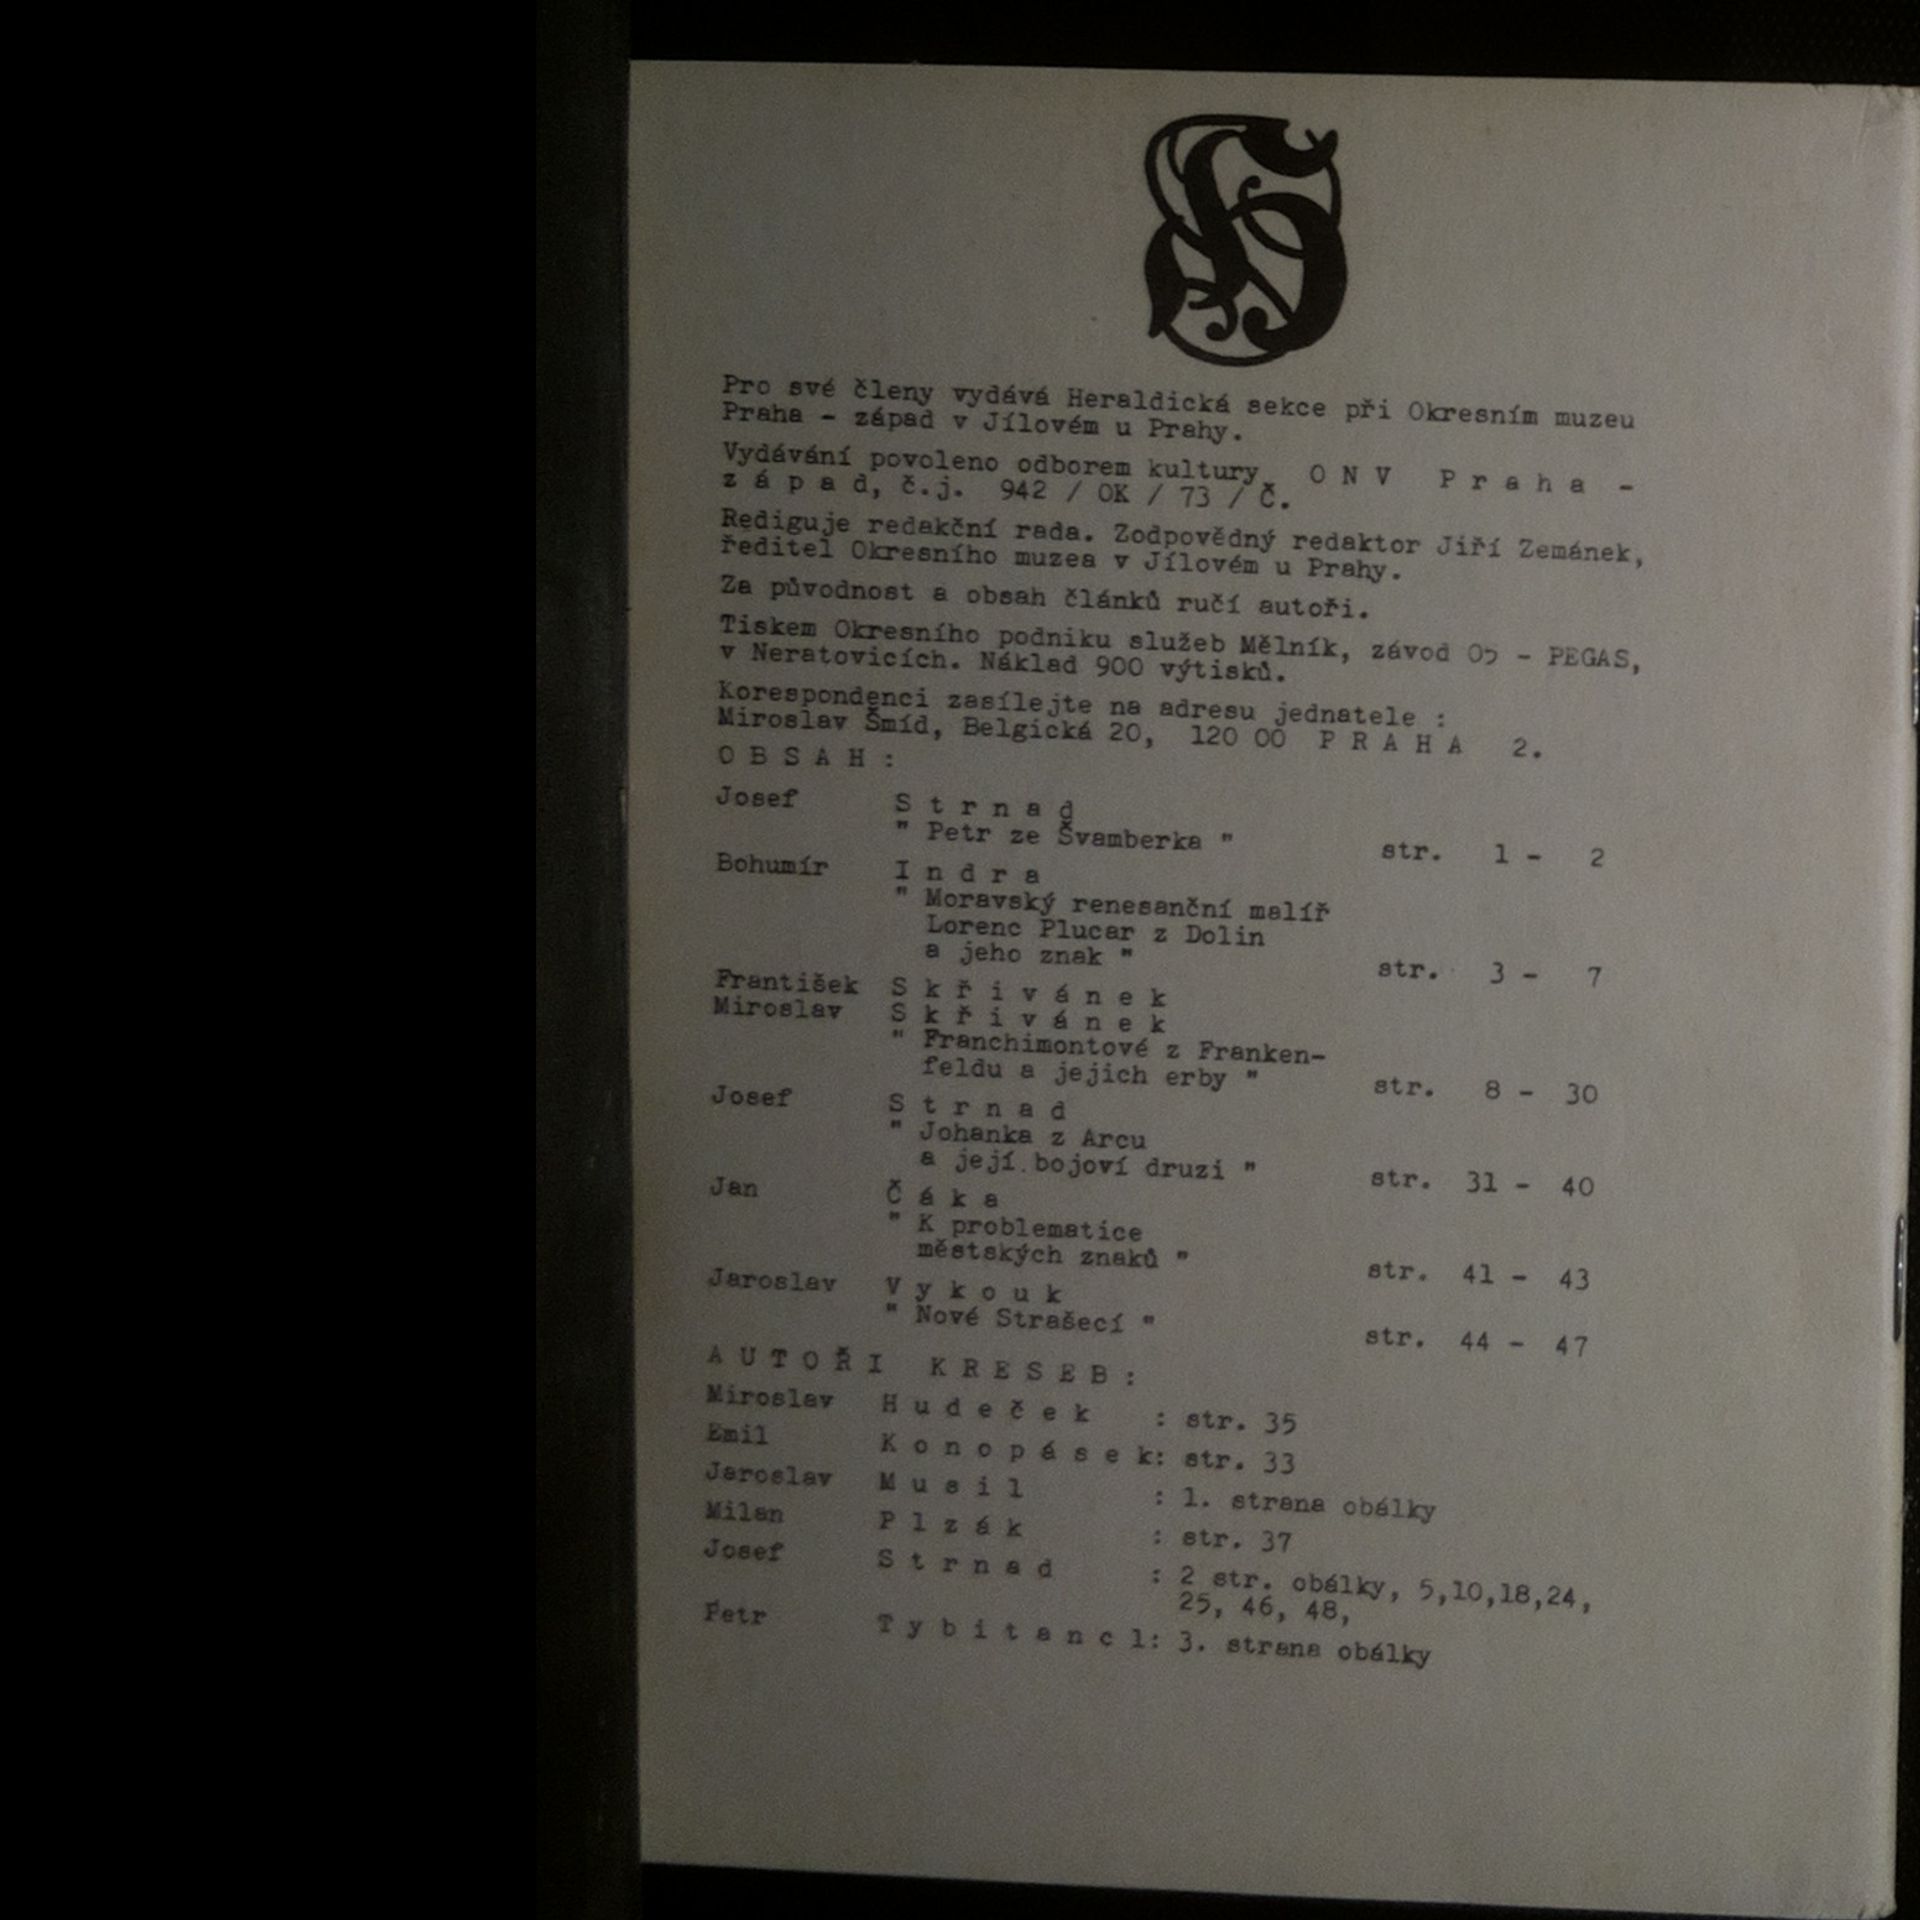 Pro své členy vydává Heraldická sekce při Okresním muzeu
Praha - západ v Jílovém u Prahy.
Vydávání povoleno odborem kultury O N V P r a h a -
z á p a d, č.j. 942 / OK / 73 / Č.
Rediguje redakční rada. Zodpovědný redaktor Jiří Zemánek,
ředitel Okresního muzea v Jílovém u Prahy.
Za původnost a obsah článků ručí autoři.
Tiskem Okresního podniku služeb Mělník, závod 05 - PEGAS,
v Neratovicích. Náklad 900 výtisků.
Korespondenci zasílejte na adresu jednatele :
Miroslav Šmíd, Belgická 20, 120 00 P R A H A 2.
O B S A H :
Josef S t r n a d
" Petr ze Švamberka " str. 1 - 2
Bohumír I n d r a
" Moravský renesanční malíř
Lorenc Plucar z Dolin
a jeho znak " str. 3 - 7
František S k ř i v á n e k
Miroslav S k ř i v á n e k
" Franchimontové z Franken-
feldu a jejich erby " str. 8 - 30
Josef S t r n a d
" Johanka z Arcu
a její bojoví druzi " str. 31 - 40
Jan Č á k a
" K problematice
městských znaků " str. 41 - 43
Jaroslav V y k o u k
" Nové Strašecí " str. 44 - 47
A U T O Ř I K R E S E B :
Miroslav H u d e č e k : str. 35
Emil K o n o p á s e k: str. 33
Jaroslav M u s i l : 1. strana obálky
Milan P l z á k : str. 37
Josef S t r n a d : 2 str. obálky, 5,10,18,24,
25, 46, 48,
Petr T y b i t a n c l: 3. strana obálky